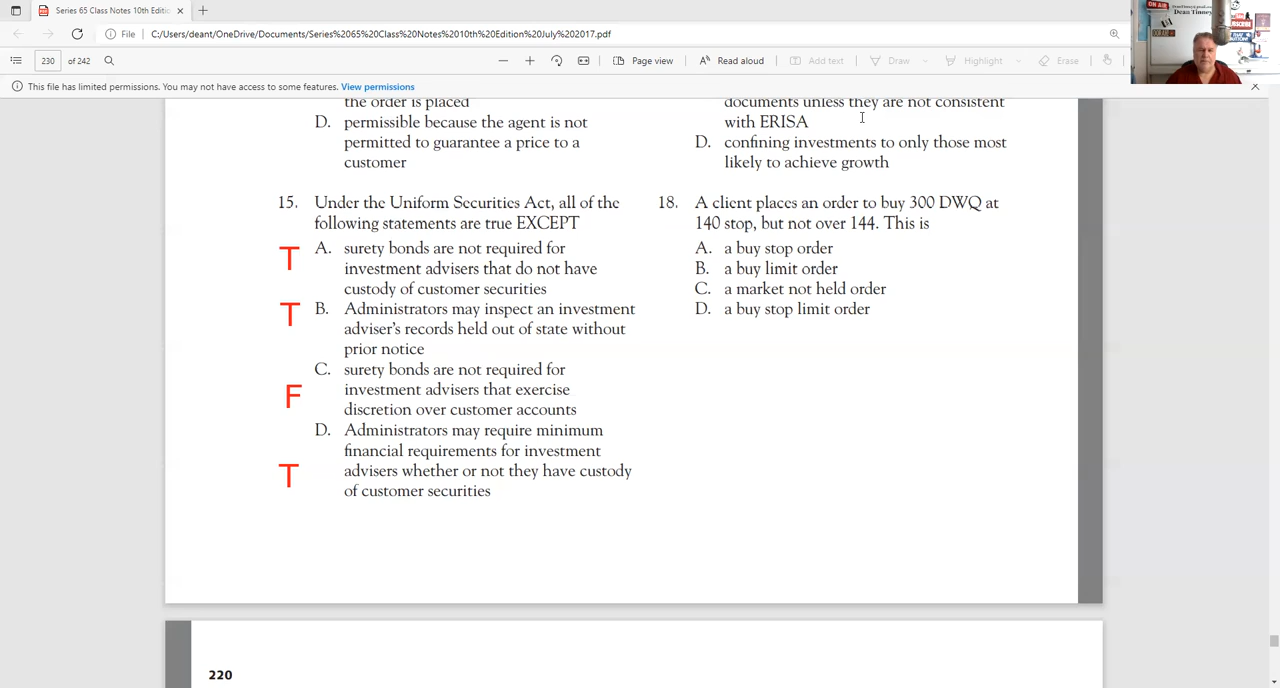 Series 65 Class Notes 10th Editio
File
C:/Users/deant/OneDrive/Documents/Series%2065%20Class%20Notes%2010th%20Edition%20July%202017.pdf
230 of 242
Page view
Read aloud
Add text
Draw
Highlight
Erase
This file has limited permissions. You may not have access to some features. View permissions
ON AIR
Dean Tinney
the order is placed
D. permissible because the agent is not
permitted to guarantee a price to a
customer
15. Under the Uniform Securities Act, all of the
following statements are true EXCEPT
T A. surety bonds are not required for
investment advisers that do not have
custody of customer securities
T B. Administrators may inspect an investment
adviser's records held out of state without
prior notice
C. surety bonds are not required for
F investment advisers that exercise
discretion over customer accounts
D. Administrators may require minimum
financial requirements for investment
T advisers whether or not they have custody
of customer securities
documents unless they are not consistent
with ERISA
D. confining investments to only those most
likely to achieve growth
18. A client places an order to buy 300 DWQ at
140 stop, but not over 144. This is
A. a buy stop order
B. a buy limit order
C. a market not held order
D. a buy stop limit order
220